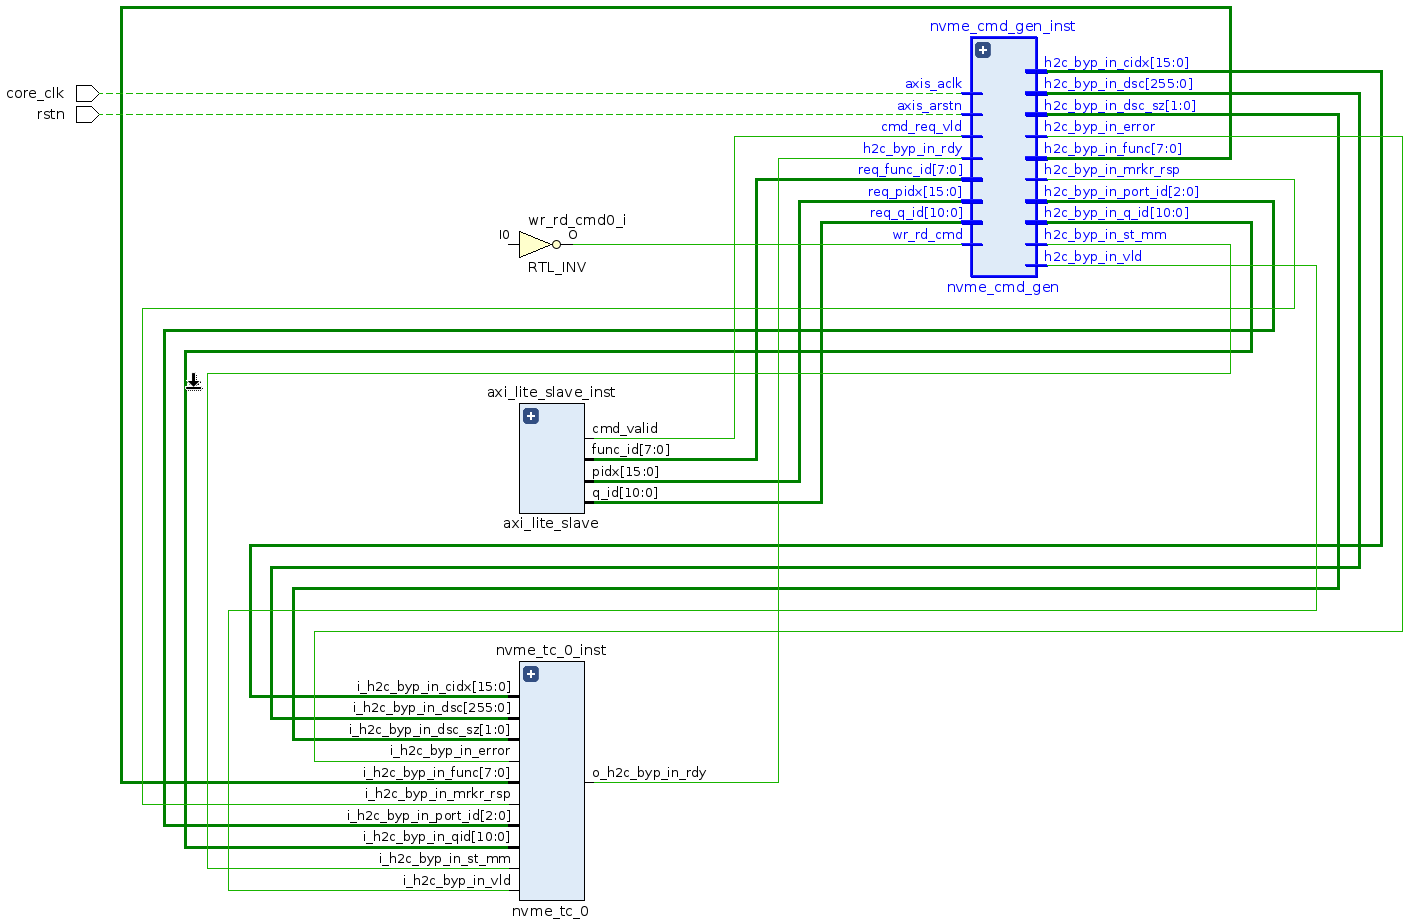 nvme_cmd_gen_inst
core_clk
rstn
axis_aclk
axis_arstn
cmd_req_vld
h2c_byp_in_rdy
req_func_id[7:0]
req_pidx[15:0]
req_q_id[10:0]
wr_rd_cmd
h2c_byp_in_cidx[15:0]
h2c_byp_in_dsc[255:0]
h2c_byp_in_dsc_sz[1:0]
h2c_byp_in_error
h2c_byp_in_func[7:0]
h2c_byp_in_mrkr_rsp
h2c_byp_in_port_id[2:0]
h2c_byp_in_q_id[10:0]
h2c_byp_in_st_mm
h2c_byp_in_vld
nvme_cmd_gen
wr_rd_cmd0_i
I0
O
RTL_INV
axi_lite_slave_inst
cmd_valid
func_id[7:0]
pidx[15:0]
q_id[10:0]
axi_lite_slave
nvme_tc_0_inst
i_h2c_byp_in_cidx[15:0]
i_h2c_byp_in_dsc[255:0]
i_h2c_byp_in_dsc_sz[1:0]
i_h2c_byp_in_error
i_h2c_byp_in_func[7:0]
i_h2c_byp_in_mrkr_rsp
i_h2c_byp_in_port_id[2:0]
i_h2c_byp_in_qid[10:0]
i_h2c_byp_in_st_mm
i_h2c_byp_in_vld
o_h2c_byp_in_rdy
nvme_tc_0